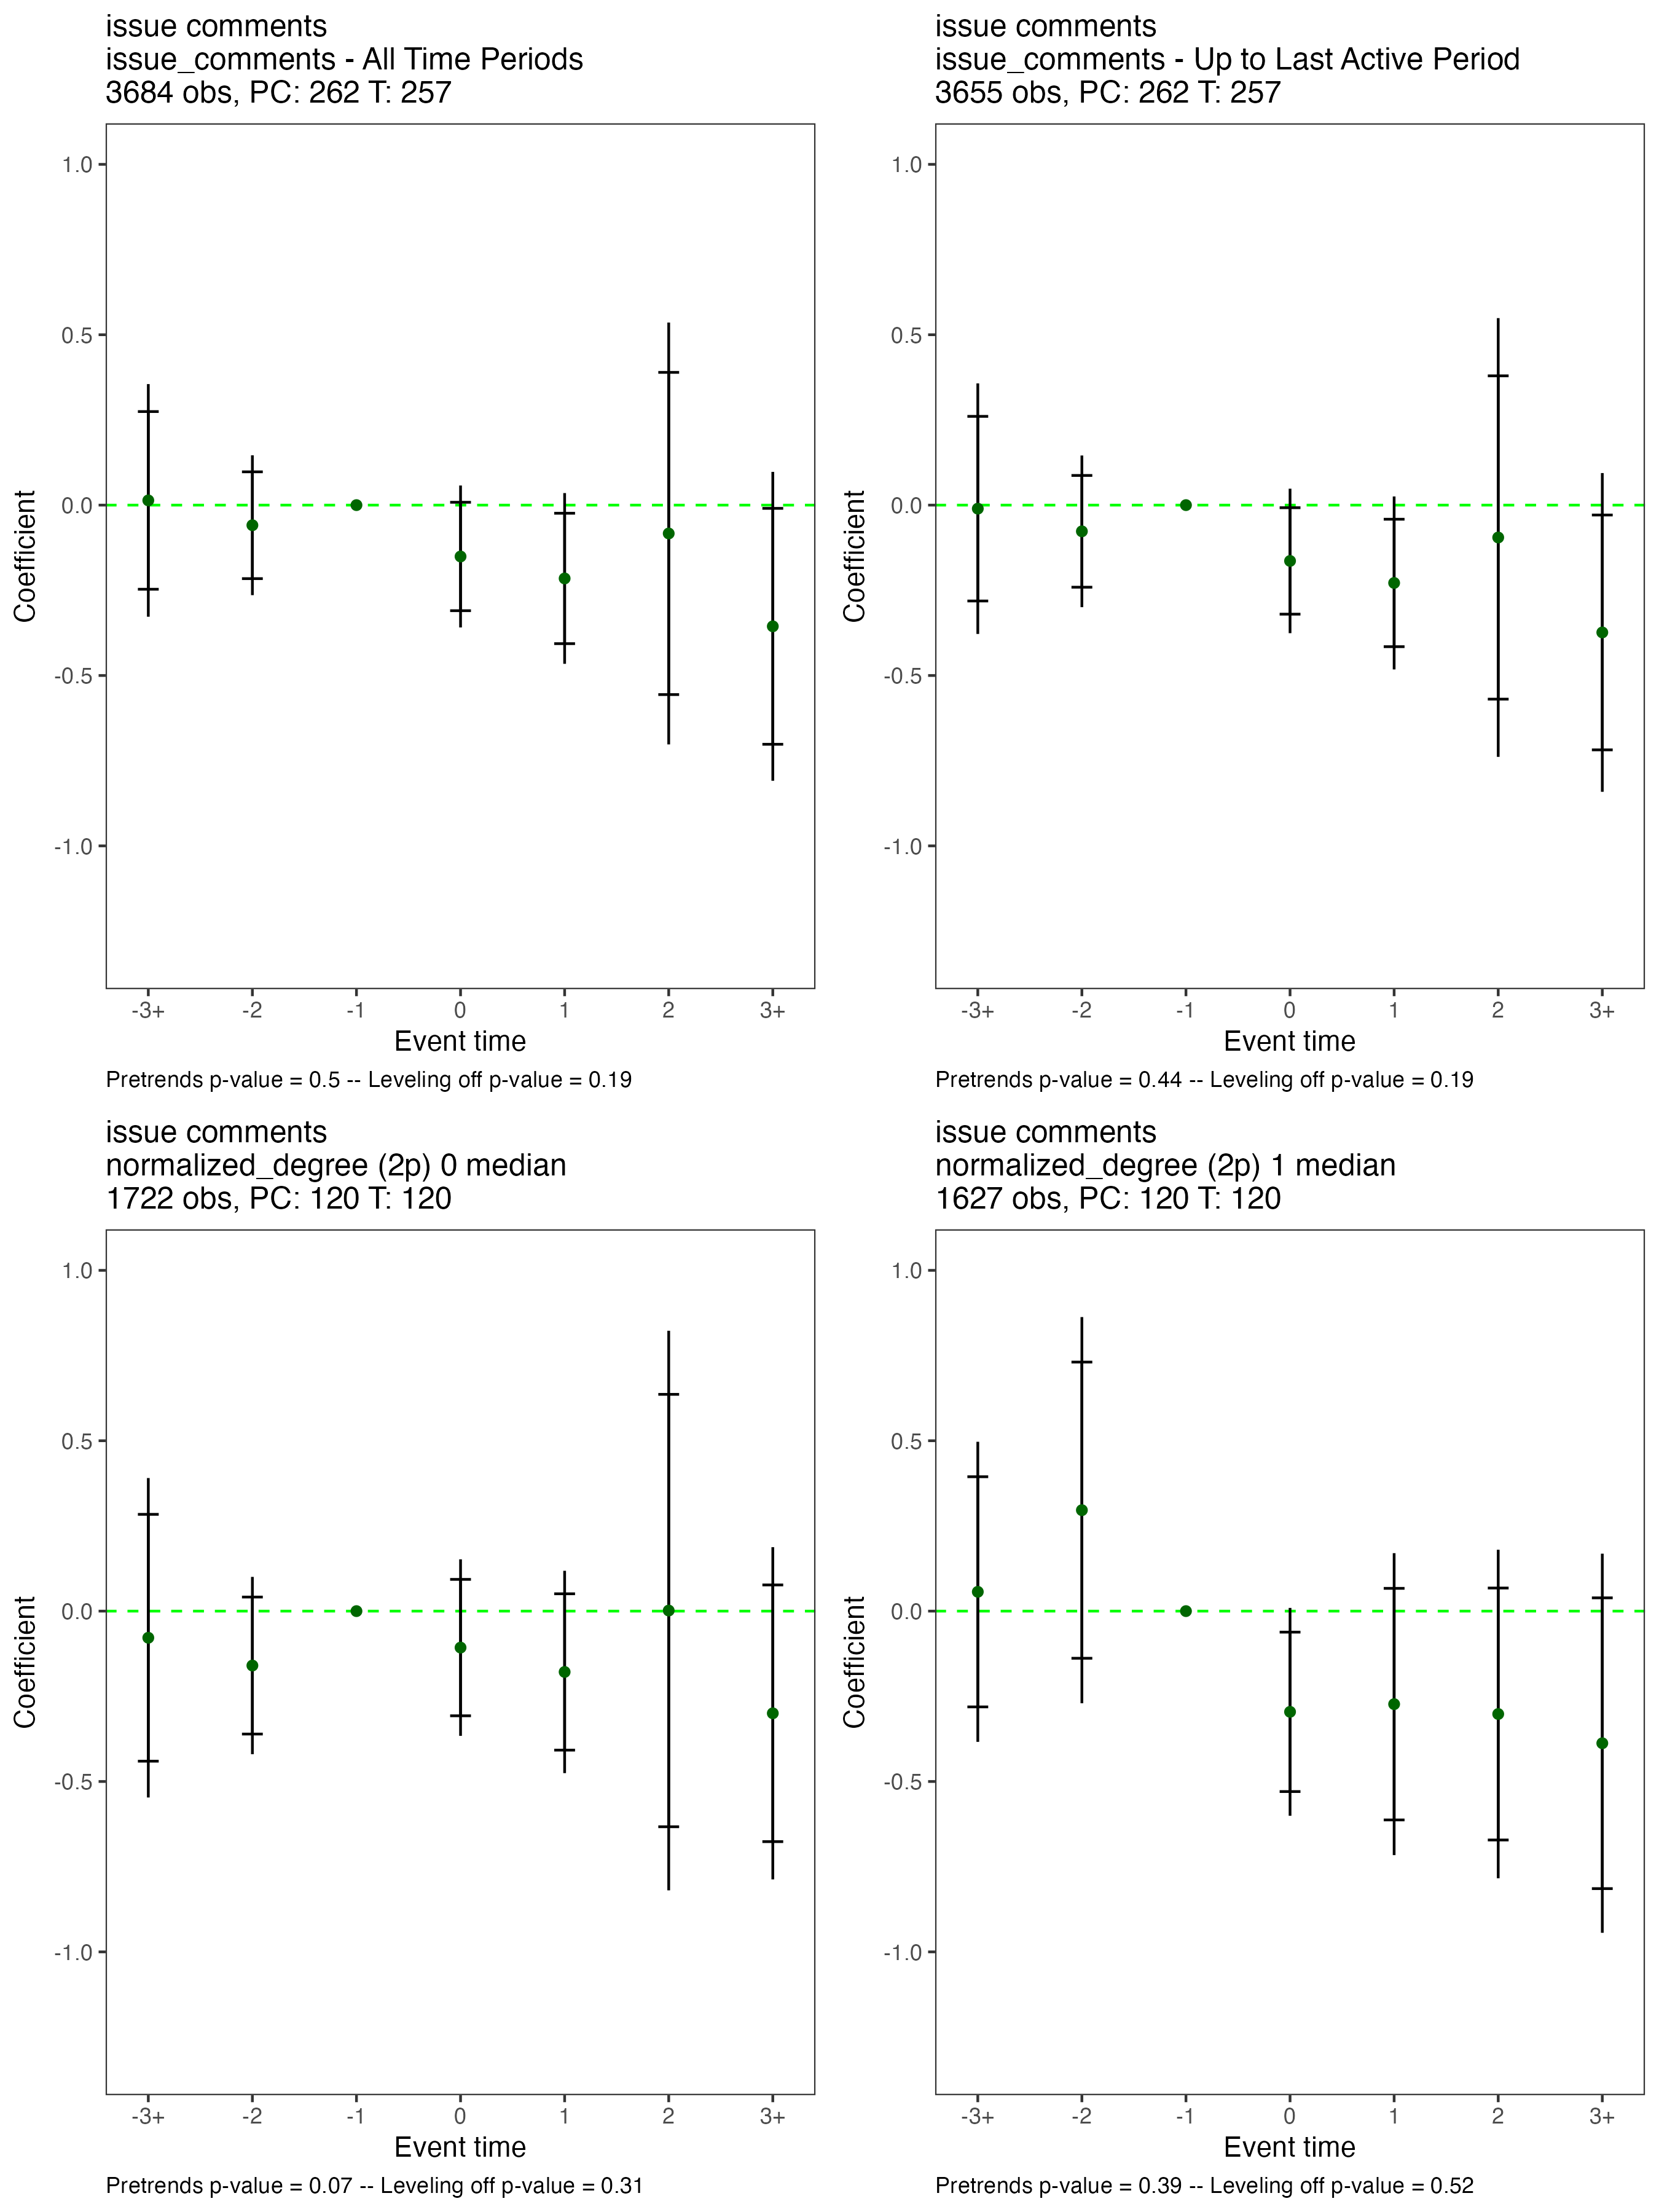 issue comments
issue_comments - All Time Periods
3684 obs, PC: 262 T: 257
1.0
0.5
0.0
-0.5
-1.0
Coefficient
-3+ -2 -1 0 1 2 3+
Event time
Pretrends p-value = 0.5 -- Leveling off p-value = 0.19
issue comments
issue_comments - Up to Last Active Period
3655 obs, PC: 262 T: 257
1.0
0.5
0.0
-0.5
-1.0
Coefficient
-3+ -2 -1 0 1 2 3+
Event time
Pretrends p-value = 0.44 -- Leveling off p-value = 0.19
issue comments
normalized_degree (2p) 0 median
1722 obs, PC: 120 T: 120
1.0
0.5
0.0
-0.5
-1.0
Coefficient
-3+ -2 -1 0 1 2 3+
Event time
Pretrends p-value = 0.07 -- Leveling off p-value = 0.31
issue comments
normalized_degree (2p) 1 median
1627 obs, PC: 120 T: 120
1.0
0.5
0.0
-0.5
-1.0
Coefficient
-3+ -2 -1 0 1 2 3+
Event time
Pretrends p-value = 0.39 -- Leveling off p-value = 0.52